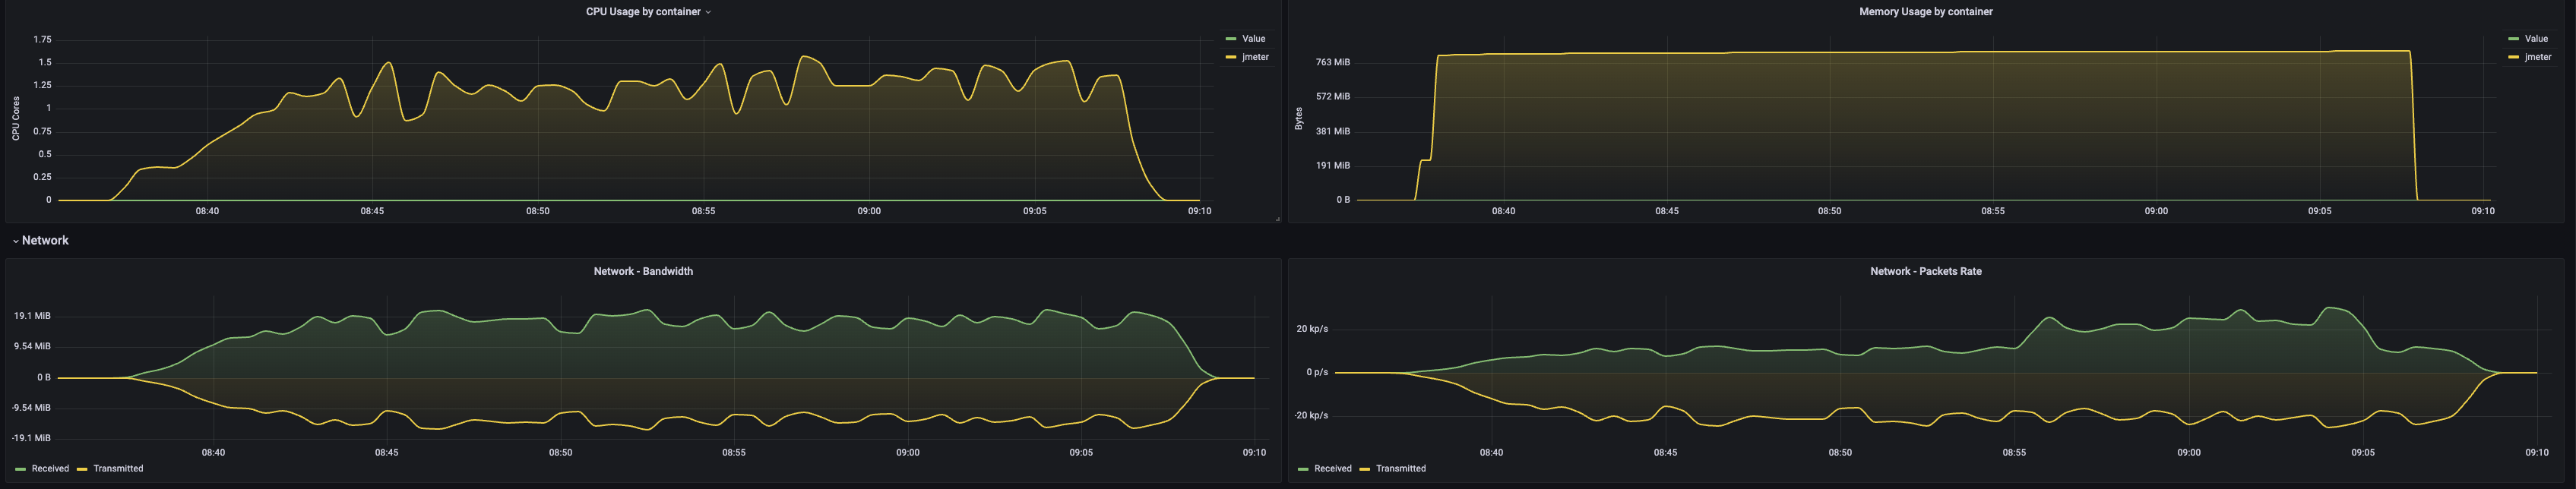 CPU Usage by container
CPU Cores
1.75
1.5
1.25
1
0.75
0.5
0.25
0
08:40 08:45 08:50 08:55 09:00 09:05 09:10
Value
jmeter
Memory Usage by container
Bytes
763 MiB
572 MiB
381 MiB
191 MiB
0 B
08:40 08:45 08:50 08:55 09:00 09:05 09:10
Value
jmeter
Network
Network - Bandwidth
19.1 MiB
9.54 MiB
0 B
-9.54 MiB
-19.1 MiB
08:40 08:45 08:50 08:55 09:00 09:05 09:10
Received Transmitted
Network - Packets Rate
20 kp/s
0 p/s
-20 kp/s
08:40 08:45 08:50 08:55 09:00 09:05 09:10
Received Transmitted